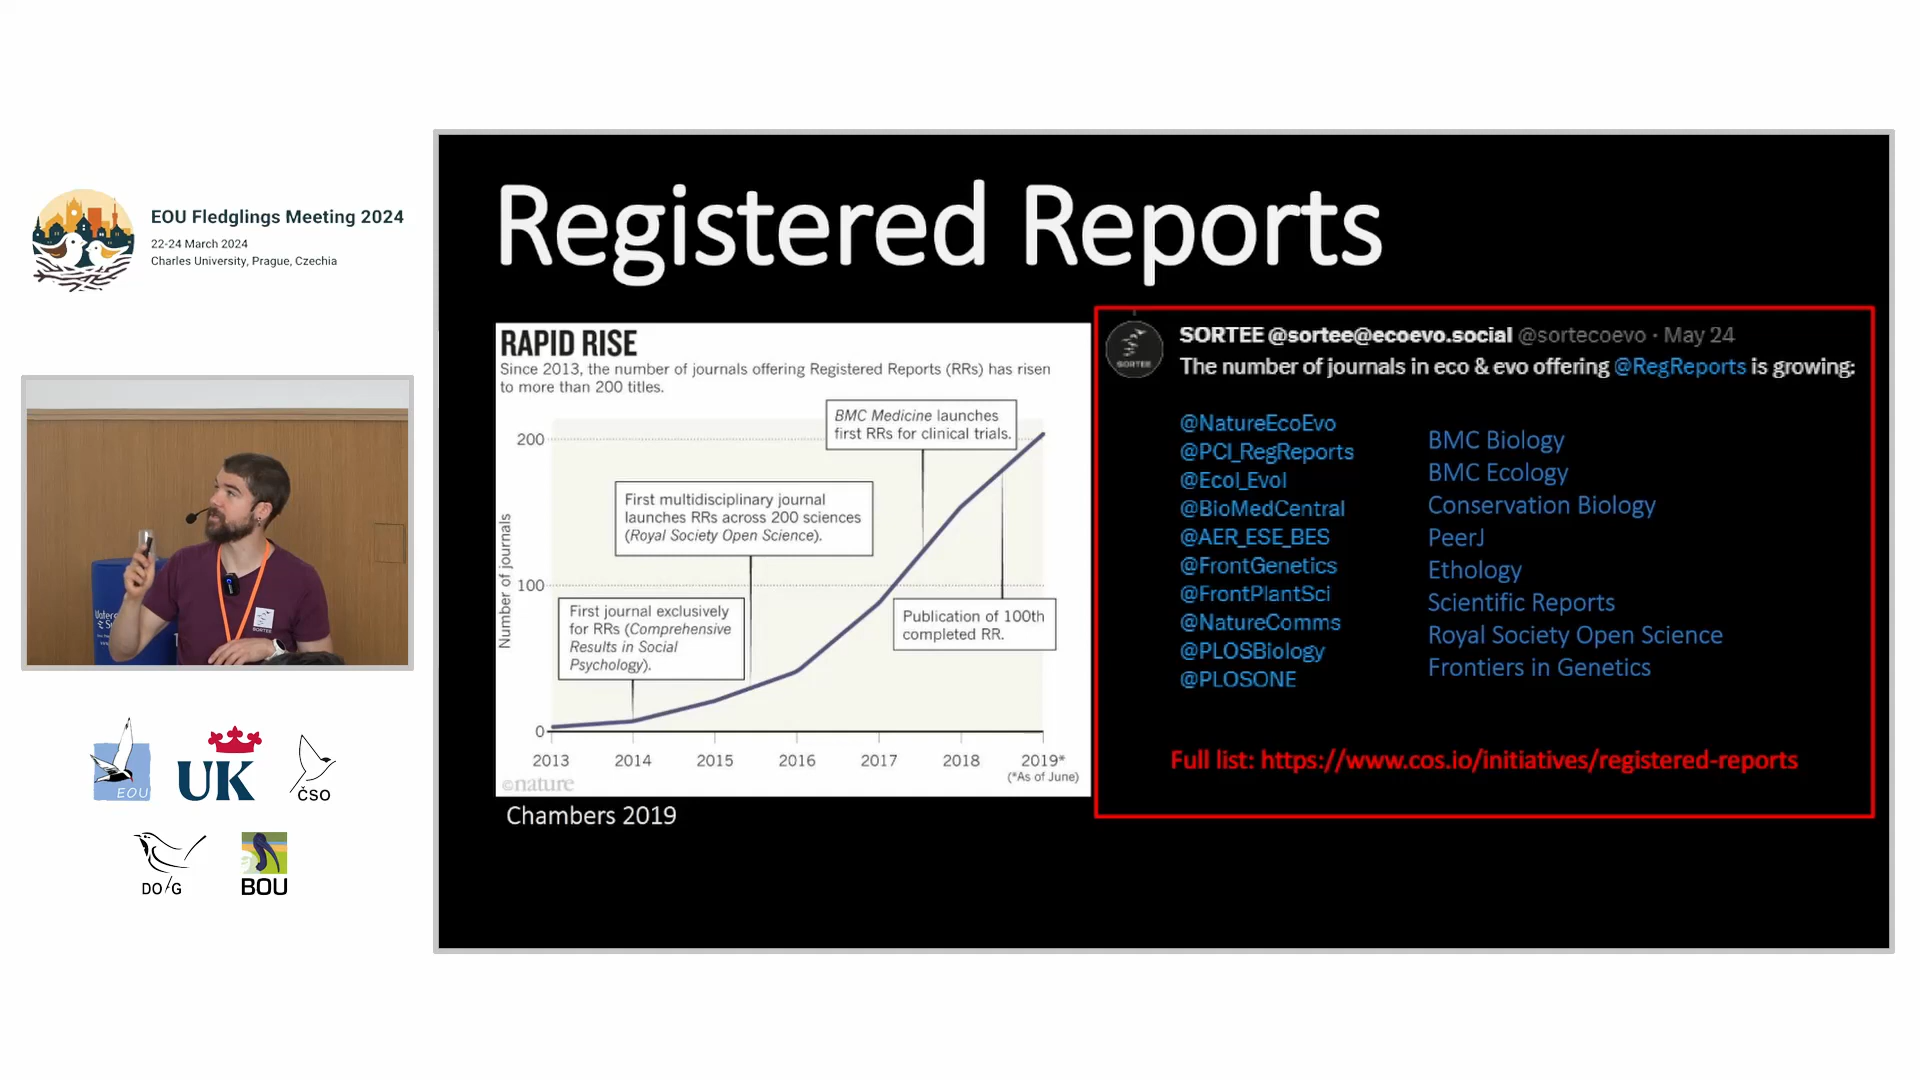 EOU Fledglings Meeting 2024
22-24 March 2024
Charles University, Prague, Czechia
SORTEE
EOU
UK
ČSO
DO/G
BOU
Registered Reports
RAPID RISE
Since 2013, the number of journals offering Registered Reports (RRs) has risen
to more than 200 titles.
Number of journals
200
100
0
BMC Medicine launches
first RRs for clinical trials.
First multidisciplinary journal
launches RRs across 200 sciences
(Royal Society Open Science).
First journal exclusively
for RRs (Comprehensive
Results in Social
Psychology).
Publication of 100th
completed RR.
2013 2014 2015 2016 2017 2018 2019*
(*As of June)
©nature
Chambers 2019
SORTEE
SORTEE @sortee@ecoevo.social @sortecoevo · May 24
The number of journals in eco & evo offering @RegReports is growing:
@NatureEcoEvo
@PCI_RegReports
@Ecol_Evol
@BioMedCentral
@AER_ESE_BES
@FrontGenetics
@FrontPlantSci
@NatureComms
@PLOSBiology
@PLOSONE
BMC Biology
BMC Ecology
Conservation Biology
PeerJ
Ethology
Scientific Reports
Royal Society Open Science
Frontiers in Genetics
Full list: https://www.cos.io/initiatives/registered-reports